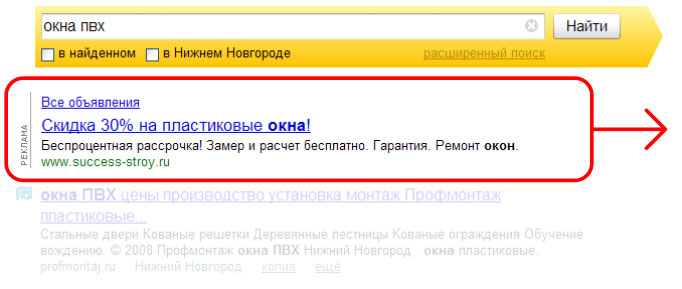 окна пвх
Найти
в найденном в Нижнем Новгороде расширенный поиск
Все объявления
РЕКЛАМА
Скидка 30% на пластиковые окна!
Беспроцентная рассрочка! Замер и расчет бесплатно. Гарантия. Ремонт окон.
www.success-stroy.ru
окна ПВХ цены производство установка монтаж Профмонтаж
пластиковые...
Стальные двери Кованые решетки Деревянные лестницы Кованые ограждения Обучение
вождению. © 2008 Профмонтаж окна ПВХ Нижний Новгород · окна пластиковые.
profmontaj.ru Нижний Новгород копия ещё